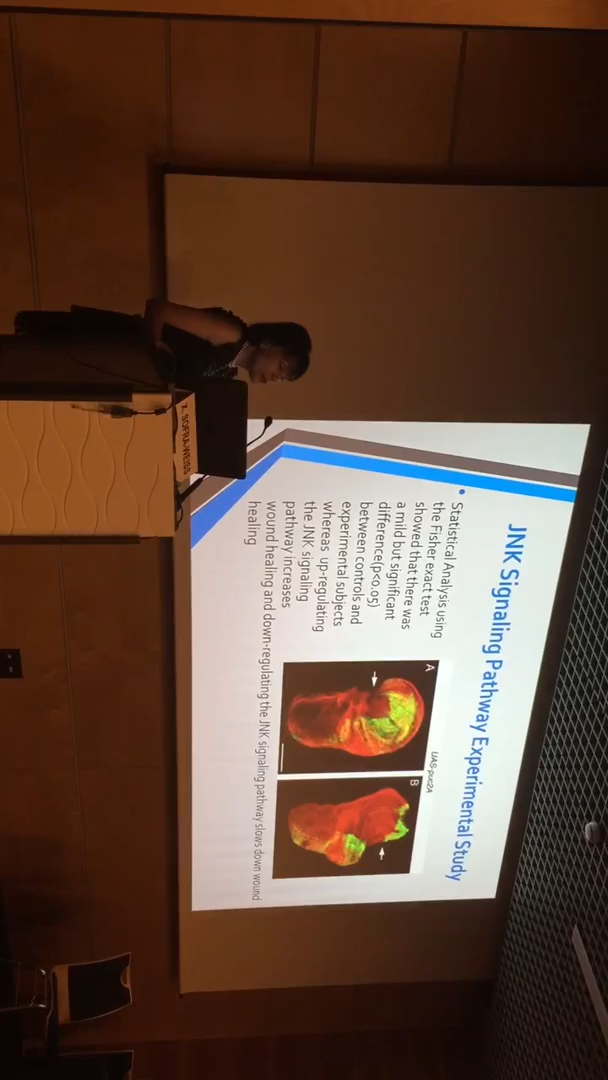 JNK Signaling Pathway Experimental Study
• Statistical Analysis using
the Fisher exact test
showed that there was
a mild but significant
difference(p<0.05)
between controls and
experimental subjects
whereas up-regulating
the JNK signaling
pathway increases
wound healing and down-regulating the JNK signaling pathway slows down wound
healing
UAS-puc2A
A
B
X. SOFRA-WEISS